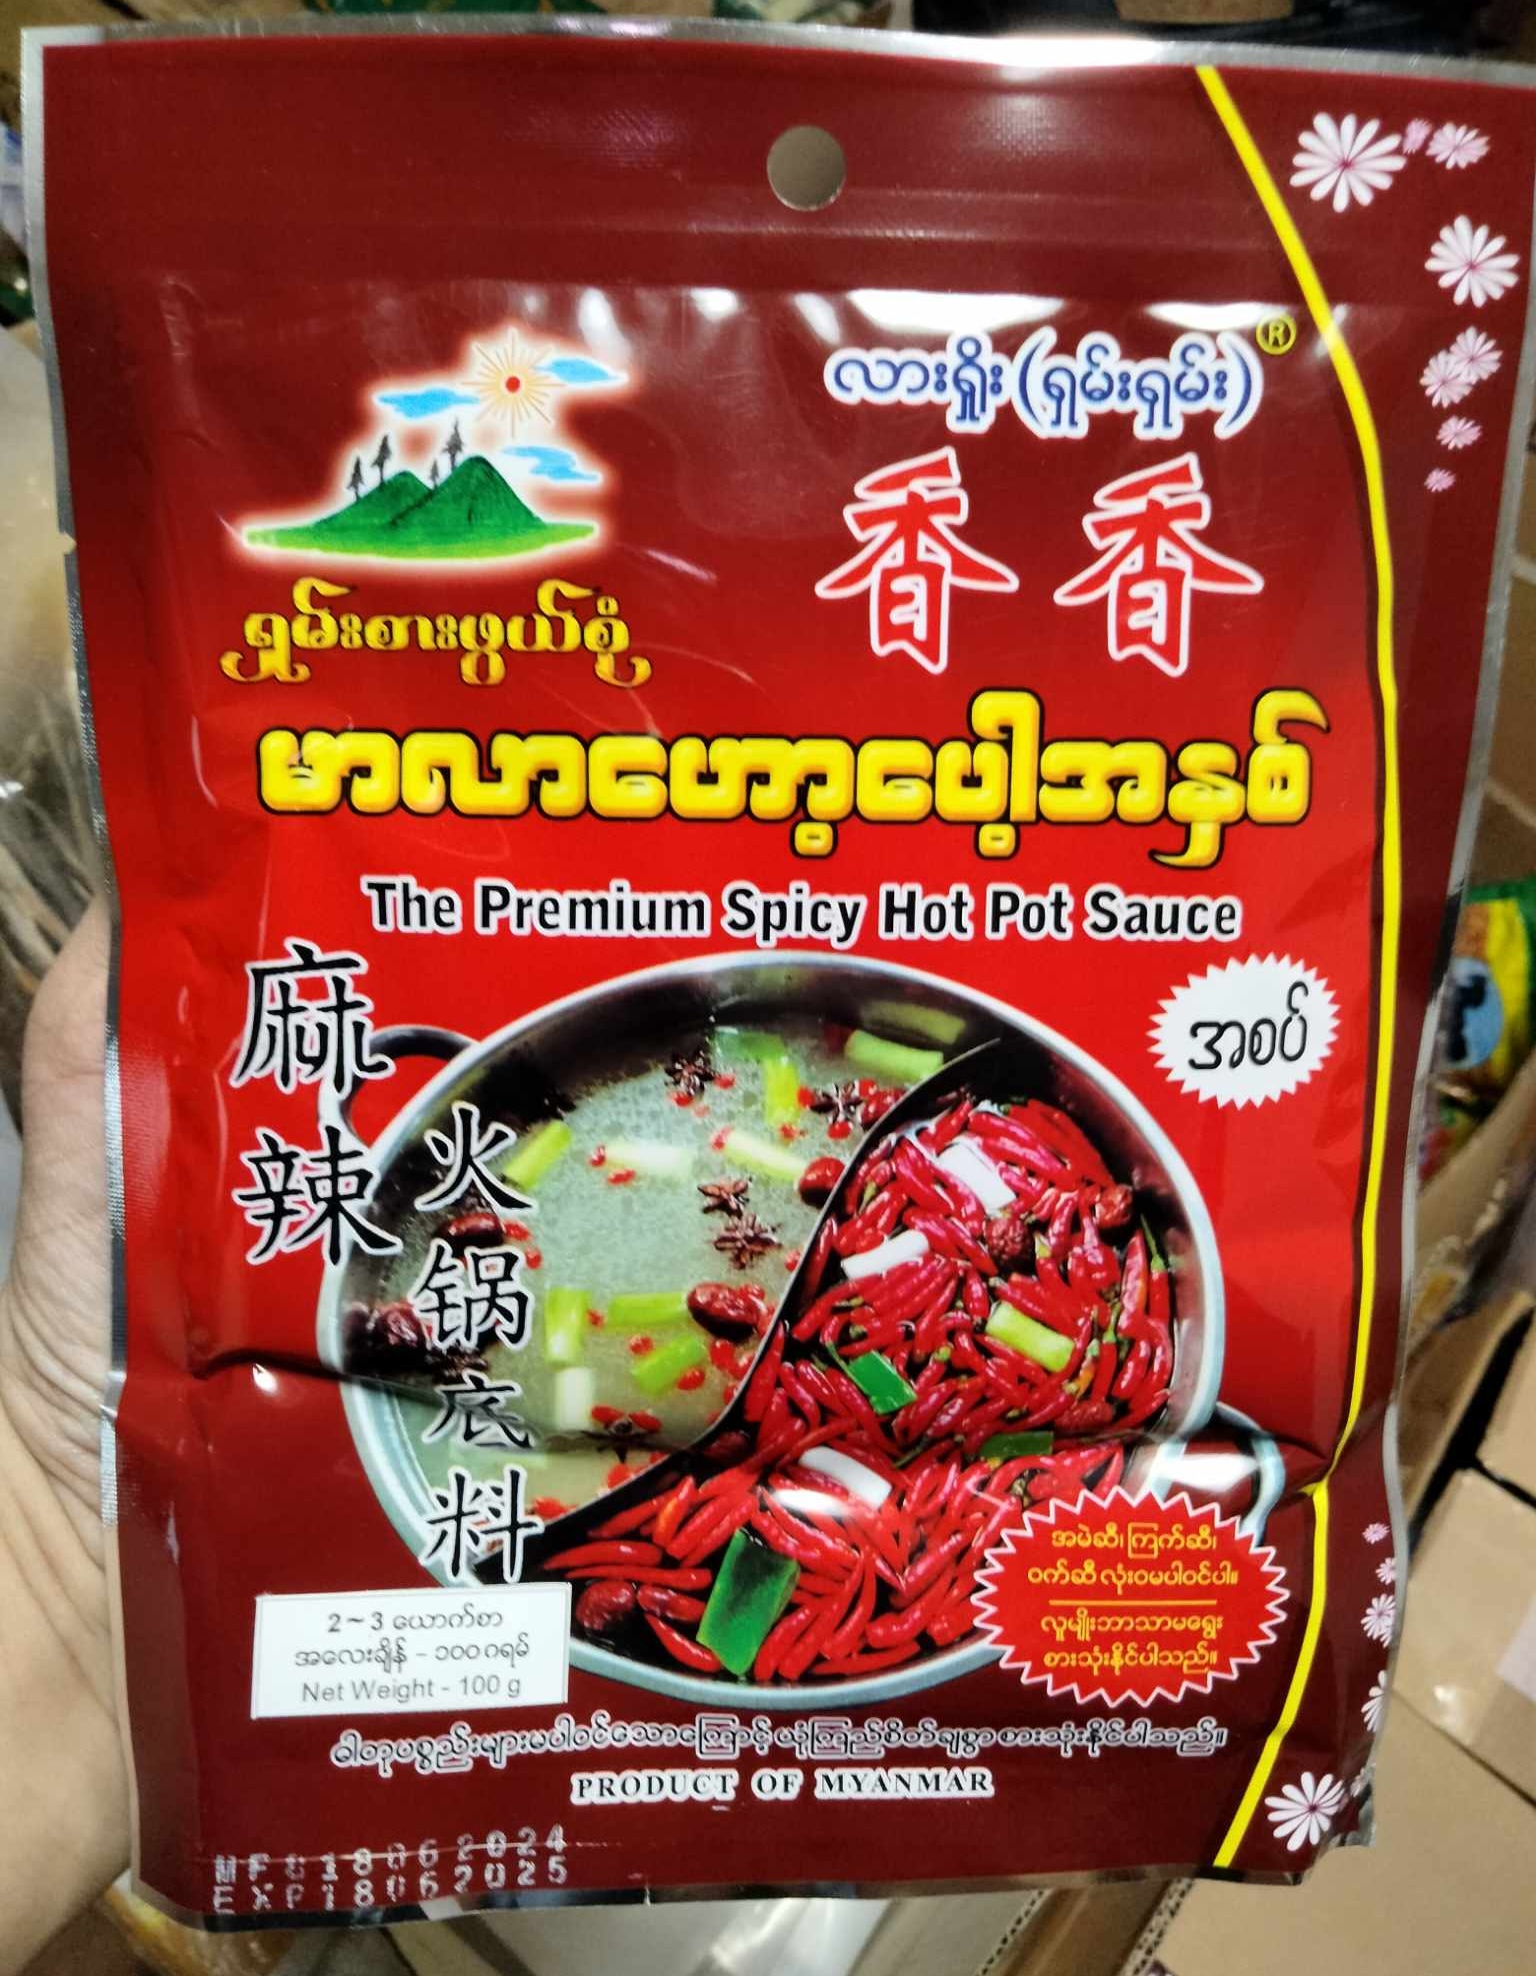 လားရှိုး(ရှမ်းရှမ်း)®
香香
ရှမ်းစားဖွယ်စုံ
မာလာဟော့ပေါ့အနှစ်
The Premium Spicy Hot Pot Sauce
麻辣
火锅底料
အစပ်
အမဲဆီ၊ ကြက်ဆီ၊
ဝက်ဆီ လုံးဝမပါဝင်ပါ။
လူမျိုးဘာသာမရွေး
စားသုံးနိုင်ပါသည်။
2~3 ယောက်စာ
အလေးချိန် - ၁၀၀ ဂရမ်
Net Weight - 100 g
ဓါတုပစ္စည်းများမပါဝင်သောကြောင့် ယုံကြည်စိတ်ချစွာ စားသုံးနိုင်ပါသည်။
PRODUCT OF MYANMAR
MFG 18062024
EXP 18062025